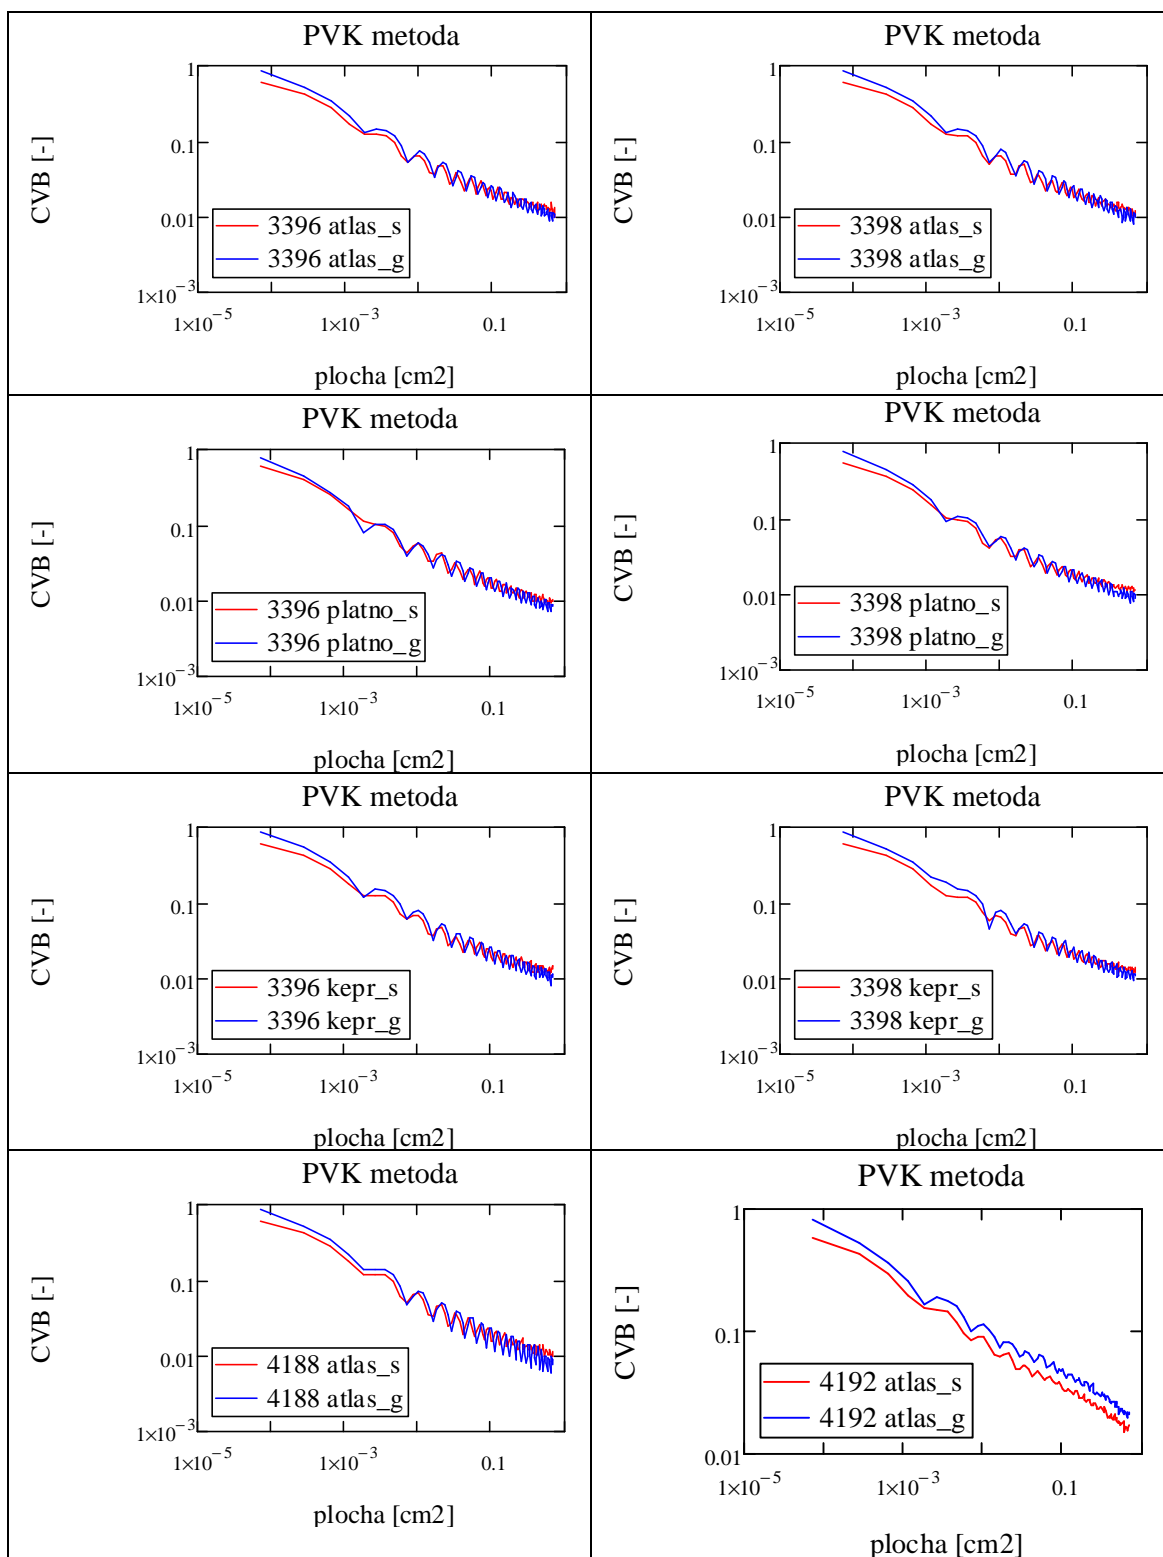 PVK metoda
1
0.1
0.01
1×10⁻³
1×10⁻⁵
1×10⁻³
0.1
CVB [-]
plocha [cm2]
3396 atlas_s
3396 atlas_g
PVK metoda
1
0.1
0.01
1×10⁻³
1×10⁻⁵
1×10⁻³
0.1
CVB [-]
plocha [cm2]
3398 atlas_s
3398 atlas_g
PVK metoda
1
0.1
0.01
1×10⁻³
1×10⁻⁵
1×10⁻³
0.1
CVB [-]
plocha [cm2]
3396 platno_s
3396 platno_g
PVK metoda
1
0.1
0.01
1×10⁻³
1×10⁻⁵
1×10⁻³
0.1
CVB [-]
plocha [cm2]
3398 platno_s
3398 platno_g
PVK metoda
1
0.1
0.01
1×10⁻³
1×10⁻⁵
1×10⁻³
0.1
CVB [-]
plocha [cm2]
3396 kepr_s
3396 kepr_g
PVK metoda
1
0.1
0.01
1×10⁻³
1×10⁻⁵
1×10⁻³
0.1
CVB [-]
plocha [cm2]
3398 kepr_s
3398 kepr_g
PVK metoda
1
0.1
0.01
1×10⁻³
1×10⁻⁵
1×10⁻³
0.1
CVB [-]
plocha [cm2]
4188 atlas_s
4188 atlas_g
PVK metoda
1
0.1
0.01
1×10⁻⁵
1×10⁻³
0.1
CVB [-]
plocha [cm2]
4192 atlas_s
4192 atlas_g